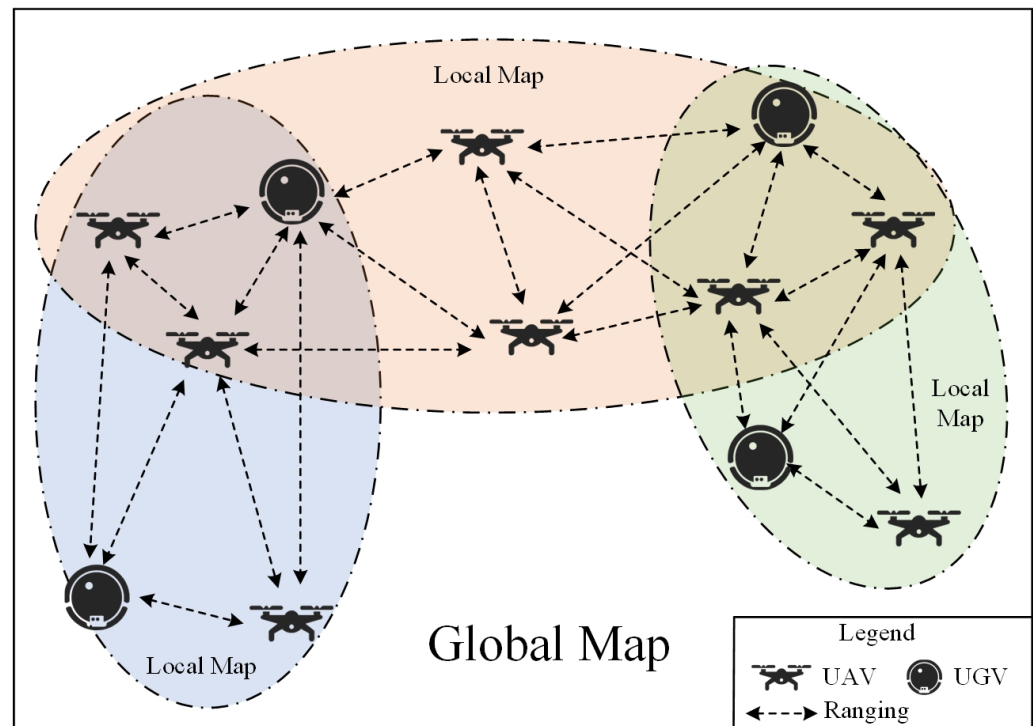 Local Map
Local
Map
Local Map
Global Map
Legend
UAV
UGV
Ranging